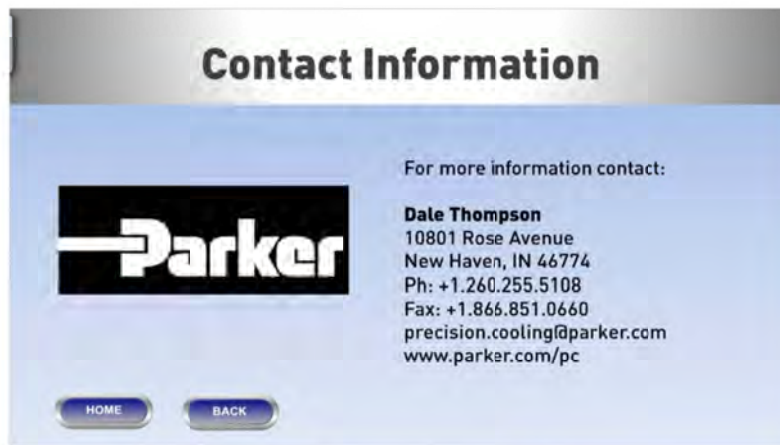 Contact Information
For more information contact:
Parker
Dale Thompson
10801 Rose Avenue
New Haven, IN 46774
Ph: +1.260.255.5108
Fax: +1.866.851.0660
precision.cooling@parker.com
www.parker.com/pc
HOME
BACK